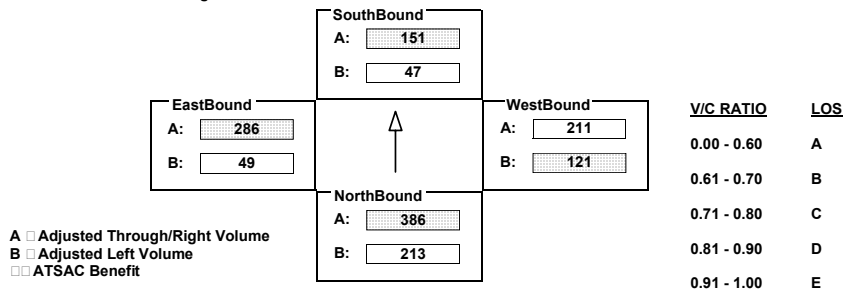 SouthBound
A: 151
B: 47
EastBound
A: 286
B: 49
WestBound
A: 211
B: 121
NorthBound
A: 386
B: 213
A □ Adjusted Through/Right Volume
B □ Adjusted Left Volume
□□ ATSAC Benefit
V/C RATIO LOS
0.00 - 0.60 A
0.61 - 0.70 B
0.71 - 0.80 C
0.81 - 0.90 D
0.91 - 1.00 E